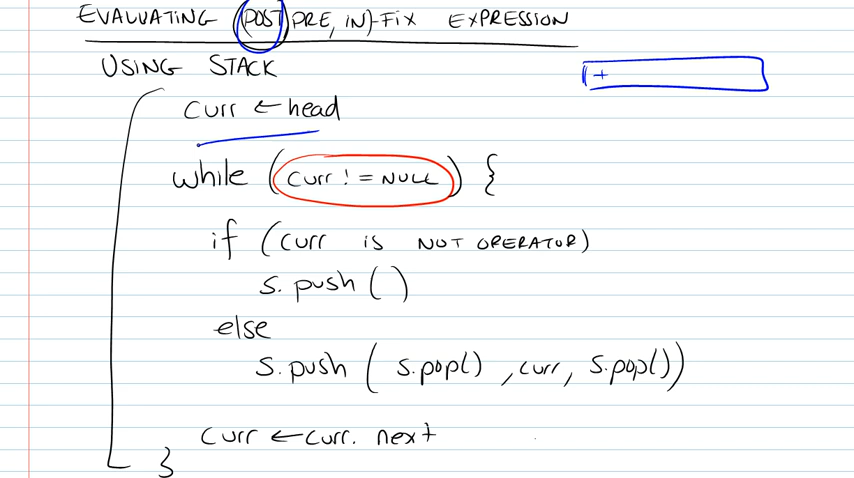 EVALUATING (POST, PRE, IN)-FIX EXPRESSION
USING STACK
+
curr ← head
while (curr != NULL) {
if (curr is NOT OPERATOR)
s.push()
else
s.push(s.pop(), curr, s.pop())
curr ← curr.next
}